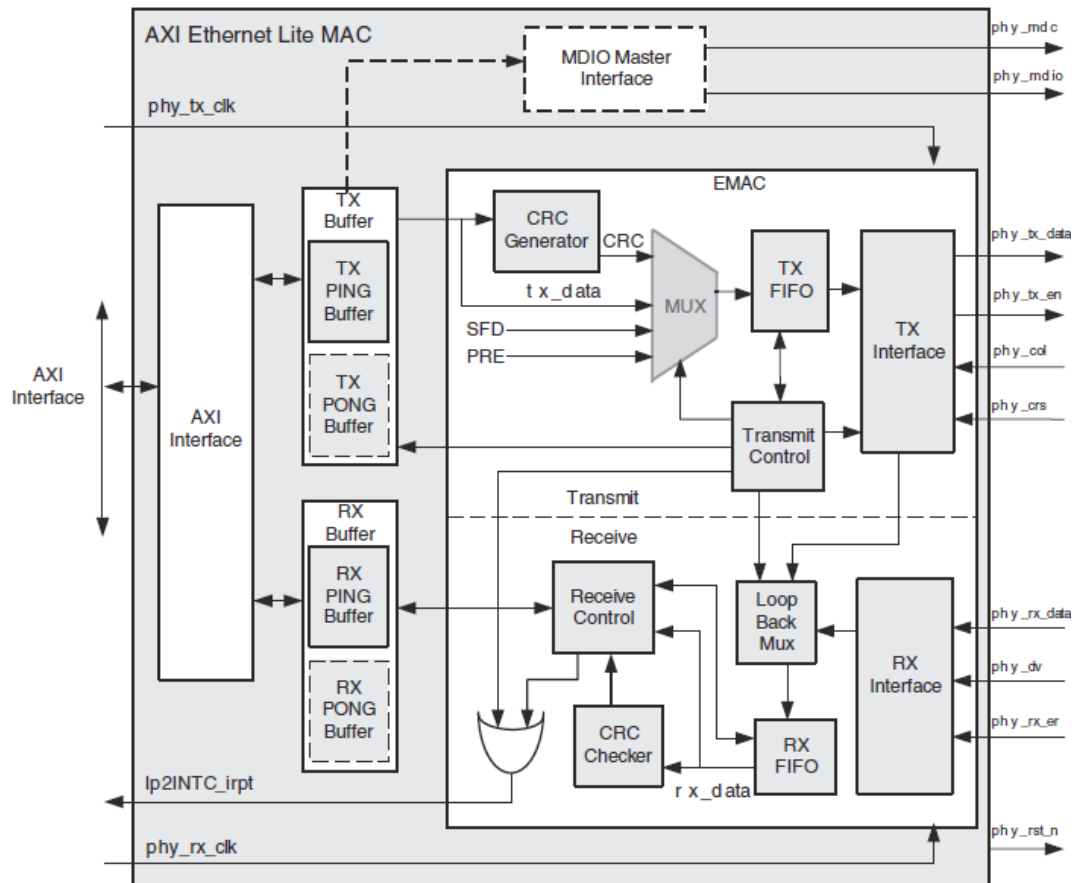 AXI Ethernet Lite MAC
MDIO Master
Interface
phy_mdc
phy_mdio
phy_tx_clk
EMAC
TX
Buffer
TX
PING
Buffer
TX
PONG
Buffer
CRC
Generator
CRC
tx_data
SFD
PRE
MUX
TX
FIFO
TX
Interface
phy_tx_data
phy_tx_en
phy_col
phy_crs
AXI
Interface
AXI
Interface
Transmit
Control
Transmit
Receive
RX
Buffer
RX
PING
Buffer
RX
PONG
Buffer
Receive
Control
Loop
Back
Mux
RX
Interface
phy_rx_data
phy_dv
phy_rx_er
CRC
Checker
RX
FIFO
rx_data
Ip2INTC_irpt
phy_rx_clk
phy_rst_n